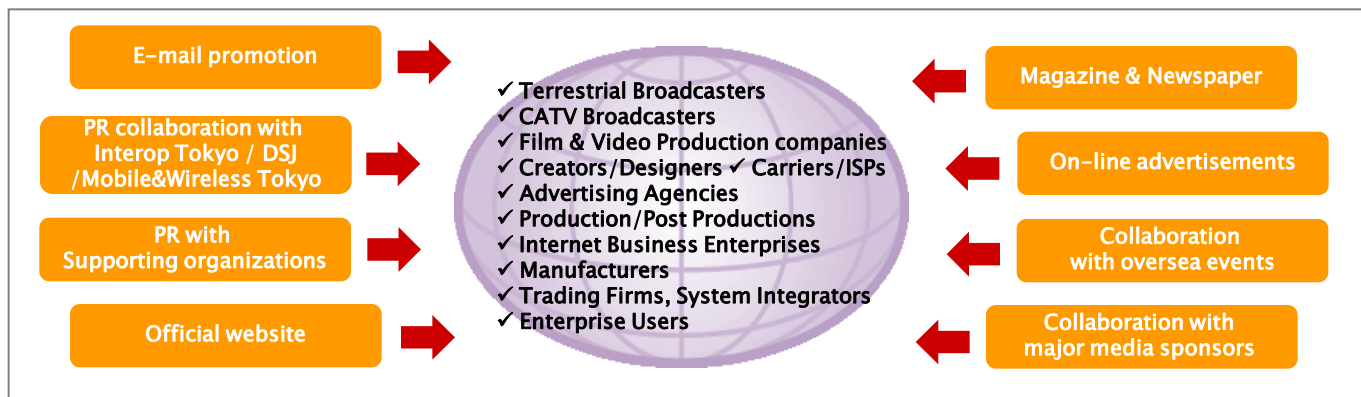 E-mail promotion
PR collaboration with
Interop Tokyo / DSJ
/Mobile&Wireless Tokyo
PR with
Supporting organizations
Official website
✓ Terrestrial Broadcasters
✓ CATV Broadcasters
✓ Film & Video Production companies
✓ Creators/Designers ✓ Carriers/ISPs
✓ Advertising Agencies
✓ Production/Post Productions
✓ Internet Business Enterprises
✓ Manufacturers
✓ Trading Firms, System Integrators
✓ Enterprise Users
Magazine & Newspaper
On-line advertisements
Collaboration
with oversea events
Collaboration with
major media sponsors